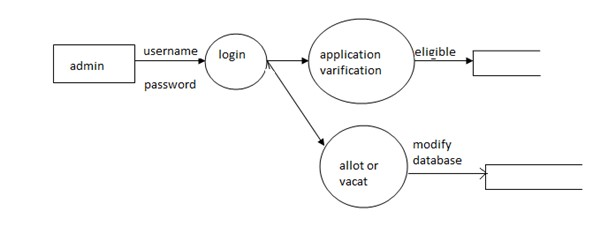 admin
username
password
login
application
varification
eligible
allot or
vacat
modify
database